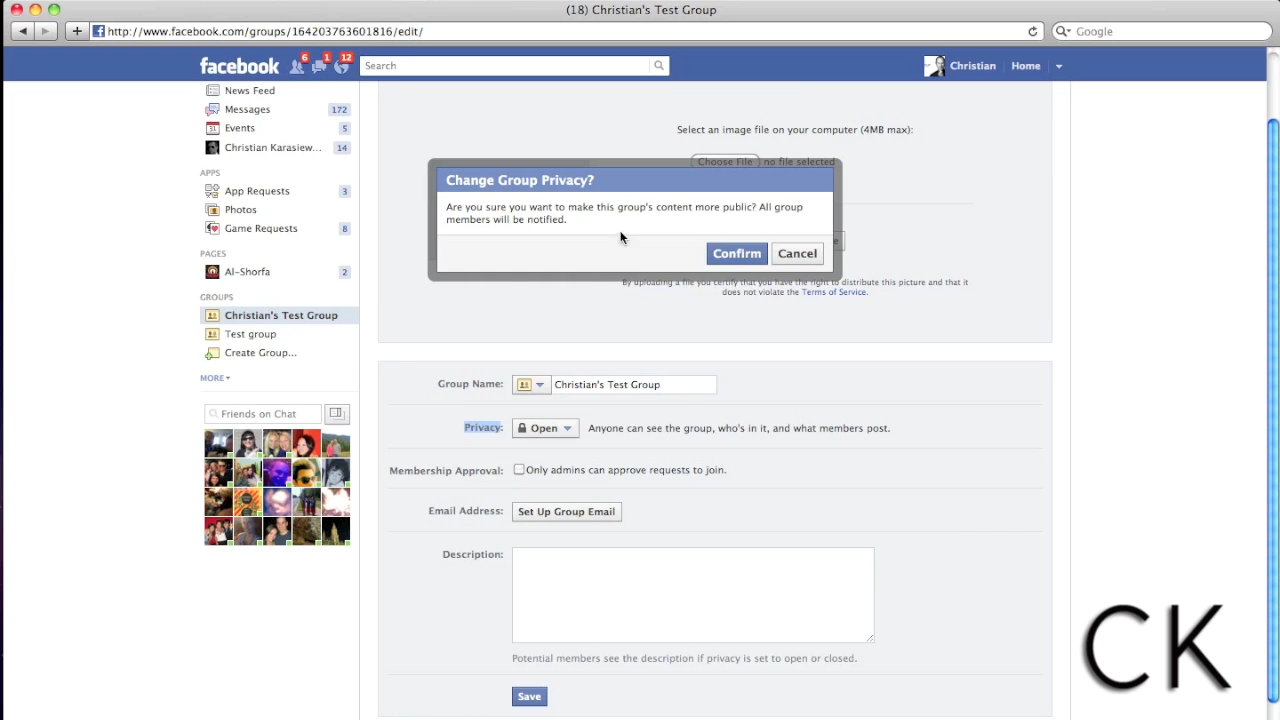 (18) Christian's Test Group
http://www.facebook.com/groups/164203763601816/edit/
Google
facebook
6
1
12
Search
Christian
Home
News Feed
Messages 172
Events 5
Christian Karasiew... 14
APPS
App Requests 3
Photos
Game Requests 8
PAGES
Al-Shorfa 2
GROUPS
Christian's Test Group
Test group
Create Group...
MORE
Friends on Chat
Select an image file on your computer (4MB max):
Choose File no file selected
Change Group Privacy?
Are you sure you want to make this group's content more public? All group
members will be notified.
Confirm Cancel
By uploading a file you certify that you have the right to distribute this picture and that it
does not violate the Terms of Service.
Group Name: Christian's Test Group
Privacy: Open Anyone can see the group, who's in it, and what members post.
Membership Approval: Only admins can approve requests to join.
Email Address: Set Up Group Email
Description:
Potential members see the description if privacy is set to open or closed.
Save
CK